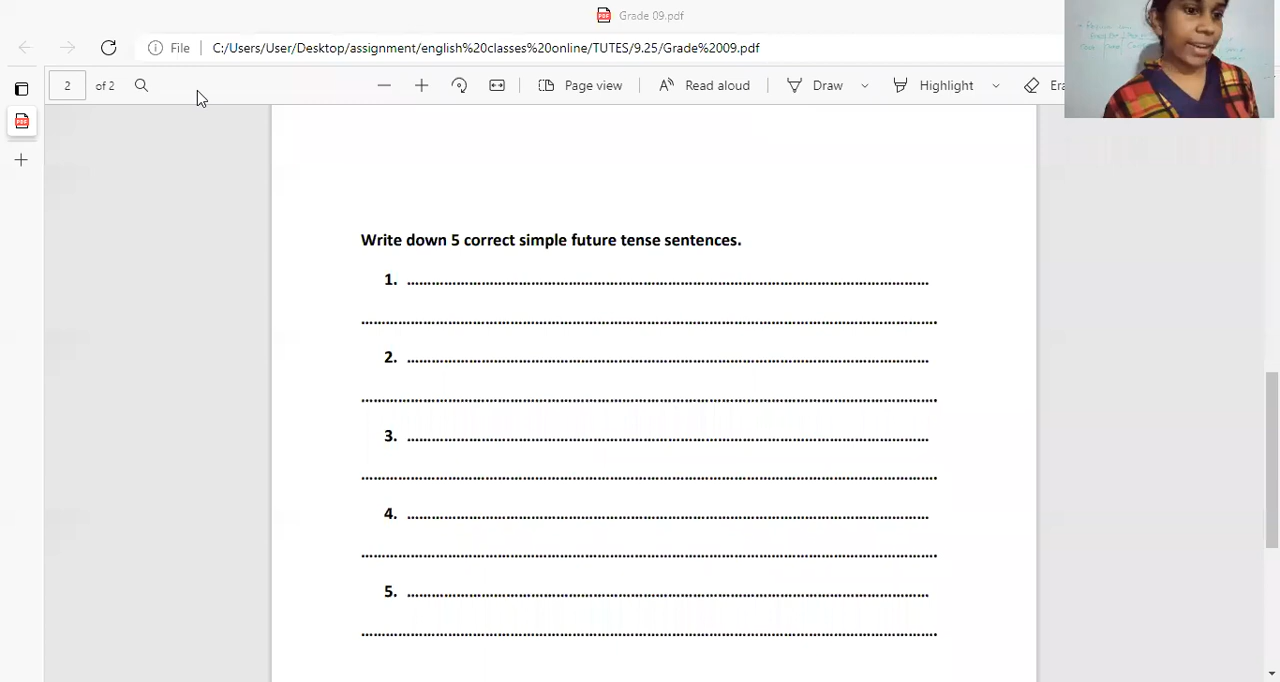 Grade 09.pdf
File
C:/Users/User/Desktop/assignment/english%20classes%20online/TUTES/9.25/Grade%2009.pdf
2 of 2
Page view
Read aloud
Draw
Highlight
Write down 5 correct simple future tense sentences.
1. ........................................................................................................
...................................................................................................................
2. ........................................................................................................
...................................................................................................................
3. ........................................................................................................
...................................................................................................................
4. ........................................................................................................
...................................................................................................................
5. ........................................................................................................
...................................................................................................................